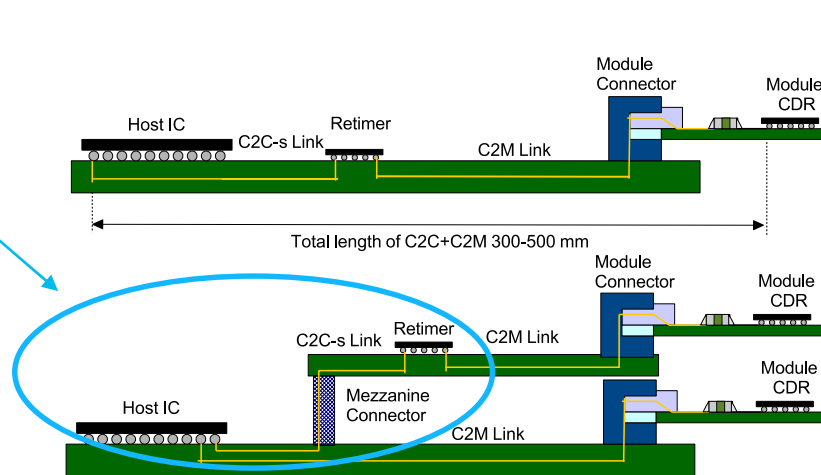 Module
Connector
Module
CDR
Host IC
Retimer
C2C-s Link
C2M Link
Total length of C2C+C2M 300-500 mm
Module
Connector
Module
CDR
C2C-s Link
Retimer
C2M Link
Module
CDR
Mezzanine
Connector
Host IC
C2M Link